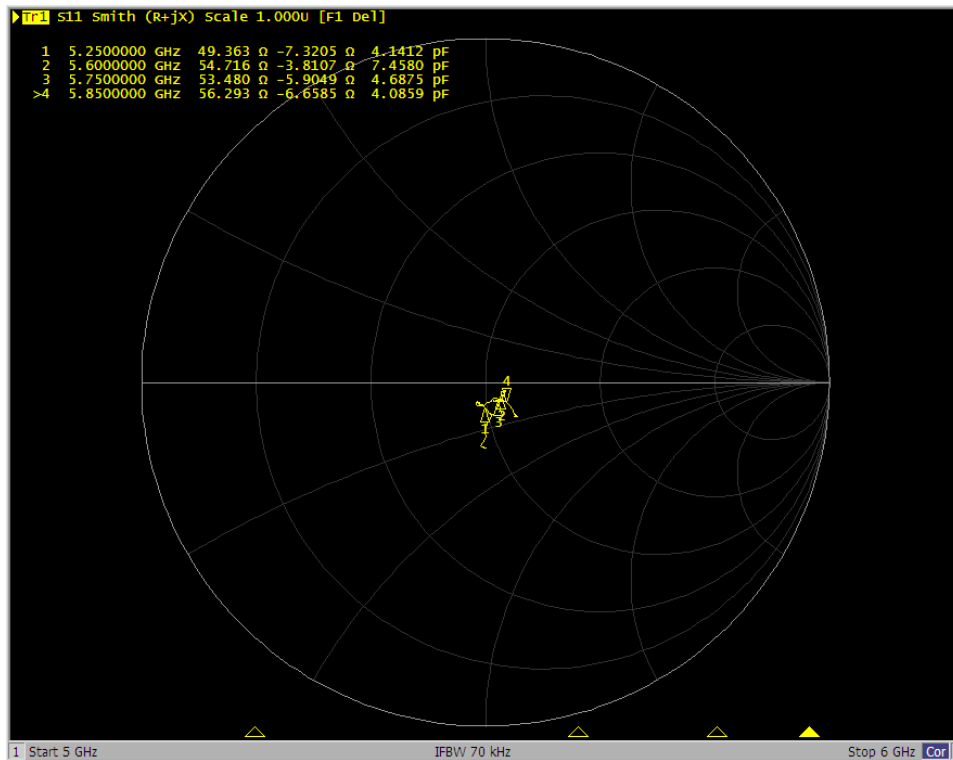 Tr1 S11 Smith (R+jX) Scale 1.000U [F1 Del]
1 5.2500000 GHz 49.363 Ω -7.3205 Ω 4.1412 pF
2 5.6000000 GHz 54.716 Ω -3.8107 Ω 7.4580 pF
3 5.7500000 GHz 53.480 Ω -5.9049 Ω 4.6875 pF
>4 5.8500000 GHz 56.293 Ω -6.6585 Ω 4.0859 pF
4
1
3
1 Start 5 GHz IFBW 70 kHz Stop 6 GHz Cor